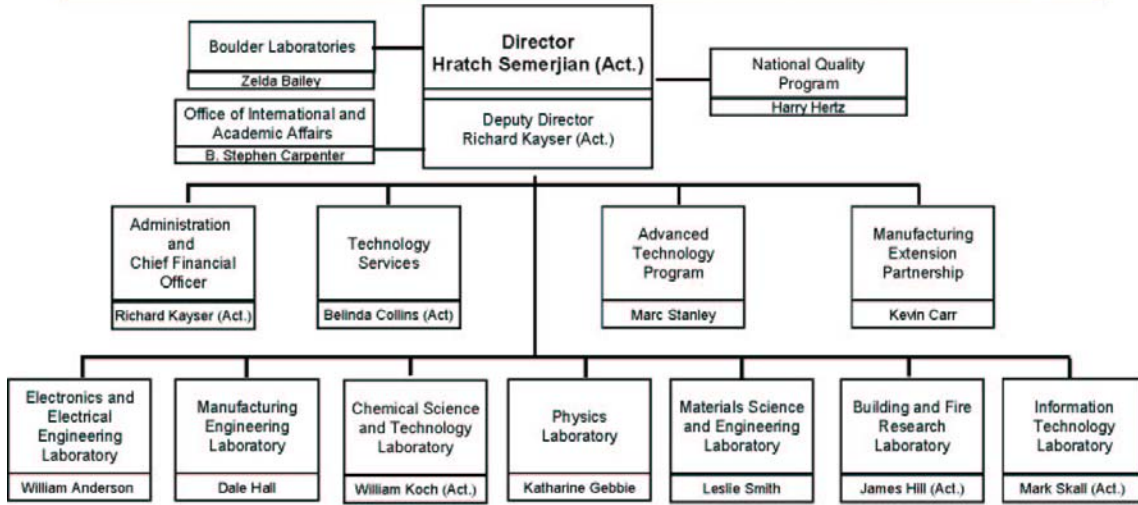 Boulder Laboratories
Zelda Bailey
Office of International and
Academic Affairs
B. Stephen Carpenter
Director
Hratch Semerjian (Act.)
Deputy Director
Richard Kayser (Act.)
National Quality
Program
Harry Hertz
Administration
and
Chief Financial
Officer
Richard Kayser (Act.)
Technology
Services
Belinda Collins (Act)
Advanced
Technology
Program
Marc Stanley
Manufacturing
Extension
Partnership
Kevin Carr
Electronics and
Electrical
Engineering
Laboratory
William Anderson
Manufacturing
Engineering
Laboratory
Dale Hall
Chemical Science
and Technology
Laboratory
William Koch (Act.)
Physics
Laboratory
Katharine Gebbie
Materials Science
and Engineering
Laboratory
Leslie Smith
Building and Fire
Research
Laboratory
James Hill (Act.)
Information
Technology
Laboratory
Mark Skall (Act.)